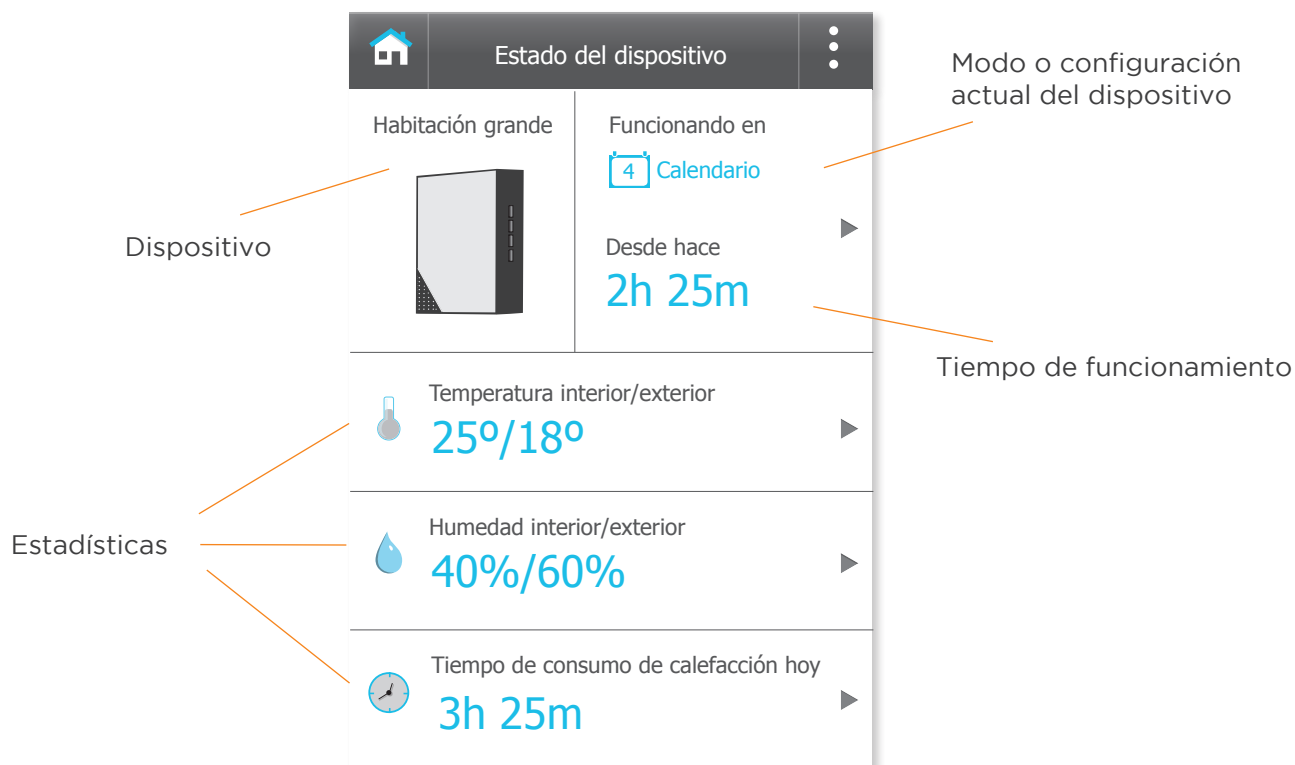 Estado del dispositivo
Modo o configuración
actual del dispositivo
Habitación grande
Funcionando en
4 Calendario
Dispositivo
Desde hace
2h 25m
Tiempo de funcionamiento
Temperatura interior/exterior
25º/18º
Estadísticas
Humedad interior/exterior
40%/60%
Tiempo de consumo de calefacción hoy
3h 25m